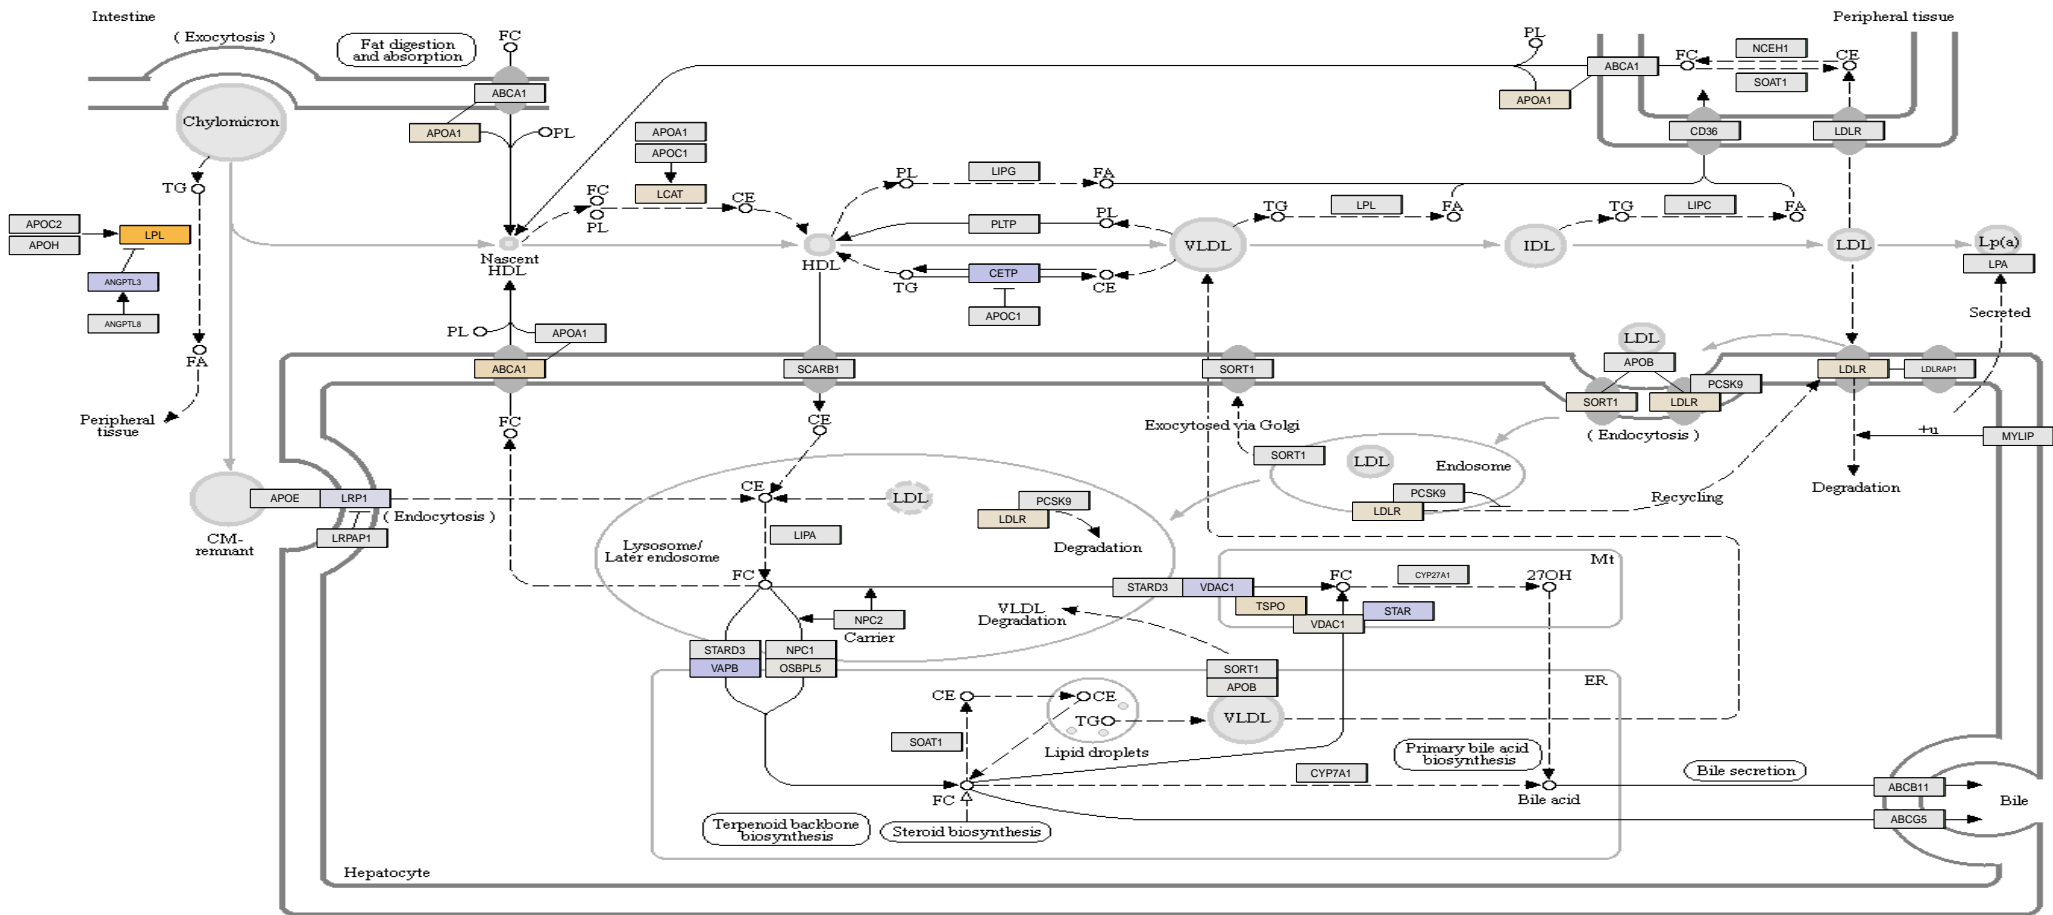 Intestine
Peripheral tissue
( Exocytosis )
Fat digestion
and absorption
FC
PL
ABCA1
FC
NCEH1
CE
SOAT1
ABCA1
APOA1
Chylomicron
APOA1
PL
APOA1
APOC1
CD36
LDLR
TG
LCAT
FC
PL
CE
PL
LIPG
FA
TG
LPL
FA
TG
LIPC
FA
APOC2
APOH
LPL
PLTP
PL
Nascent
HDL
HDL
VLDL
IDL
LDL
Lp(a)
LPA
ANGPTL3
TG
CETP
CE
ANGPTL8
APOC1
Secreted
PL
APOA1
LDL
APOB
FA
ABCA1
SCARB1
SORT1
PCSK9
SORT1
LDLR
LDLR
LDLRAP1
Peripheral
tissue
FC
CE
Exocytosed via Golgi
( Endocytosis )
+u
MYLIP
SORT1
LDL
Endosome
Degradation
APOE
LRP1
( Endocytosis )
CE
LDL
PCSK9
LDLR
Recycling
PCSK9
LDLR
Degradation
LRPAP1
CM-
remnant
LIPA
Lysosome/
Later endosome
FC
STARD3
VDAC1
FC
CYP27A1
27OH
Mt
TSPO
STAR
VDAC1
NPC2
Carrier
VLDL
Degradation
STARD3
VAPB
NPC1
OSBPL5
SORT1
APOB
ER
CE
CE
TG
VLDL
SOAT1
Lipid droplets
Primary bile acid
biosynthesis
CYP7A1
Bile secretion
FC
Bile acid
ABCB11
Bile
ABCG5
Terpenoid backbone
biosynthesis
Steroid biosynthesis
Hepatocyte